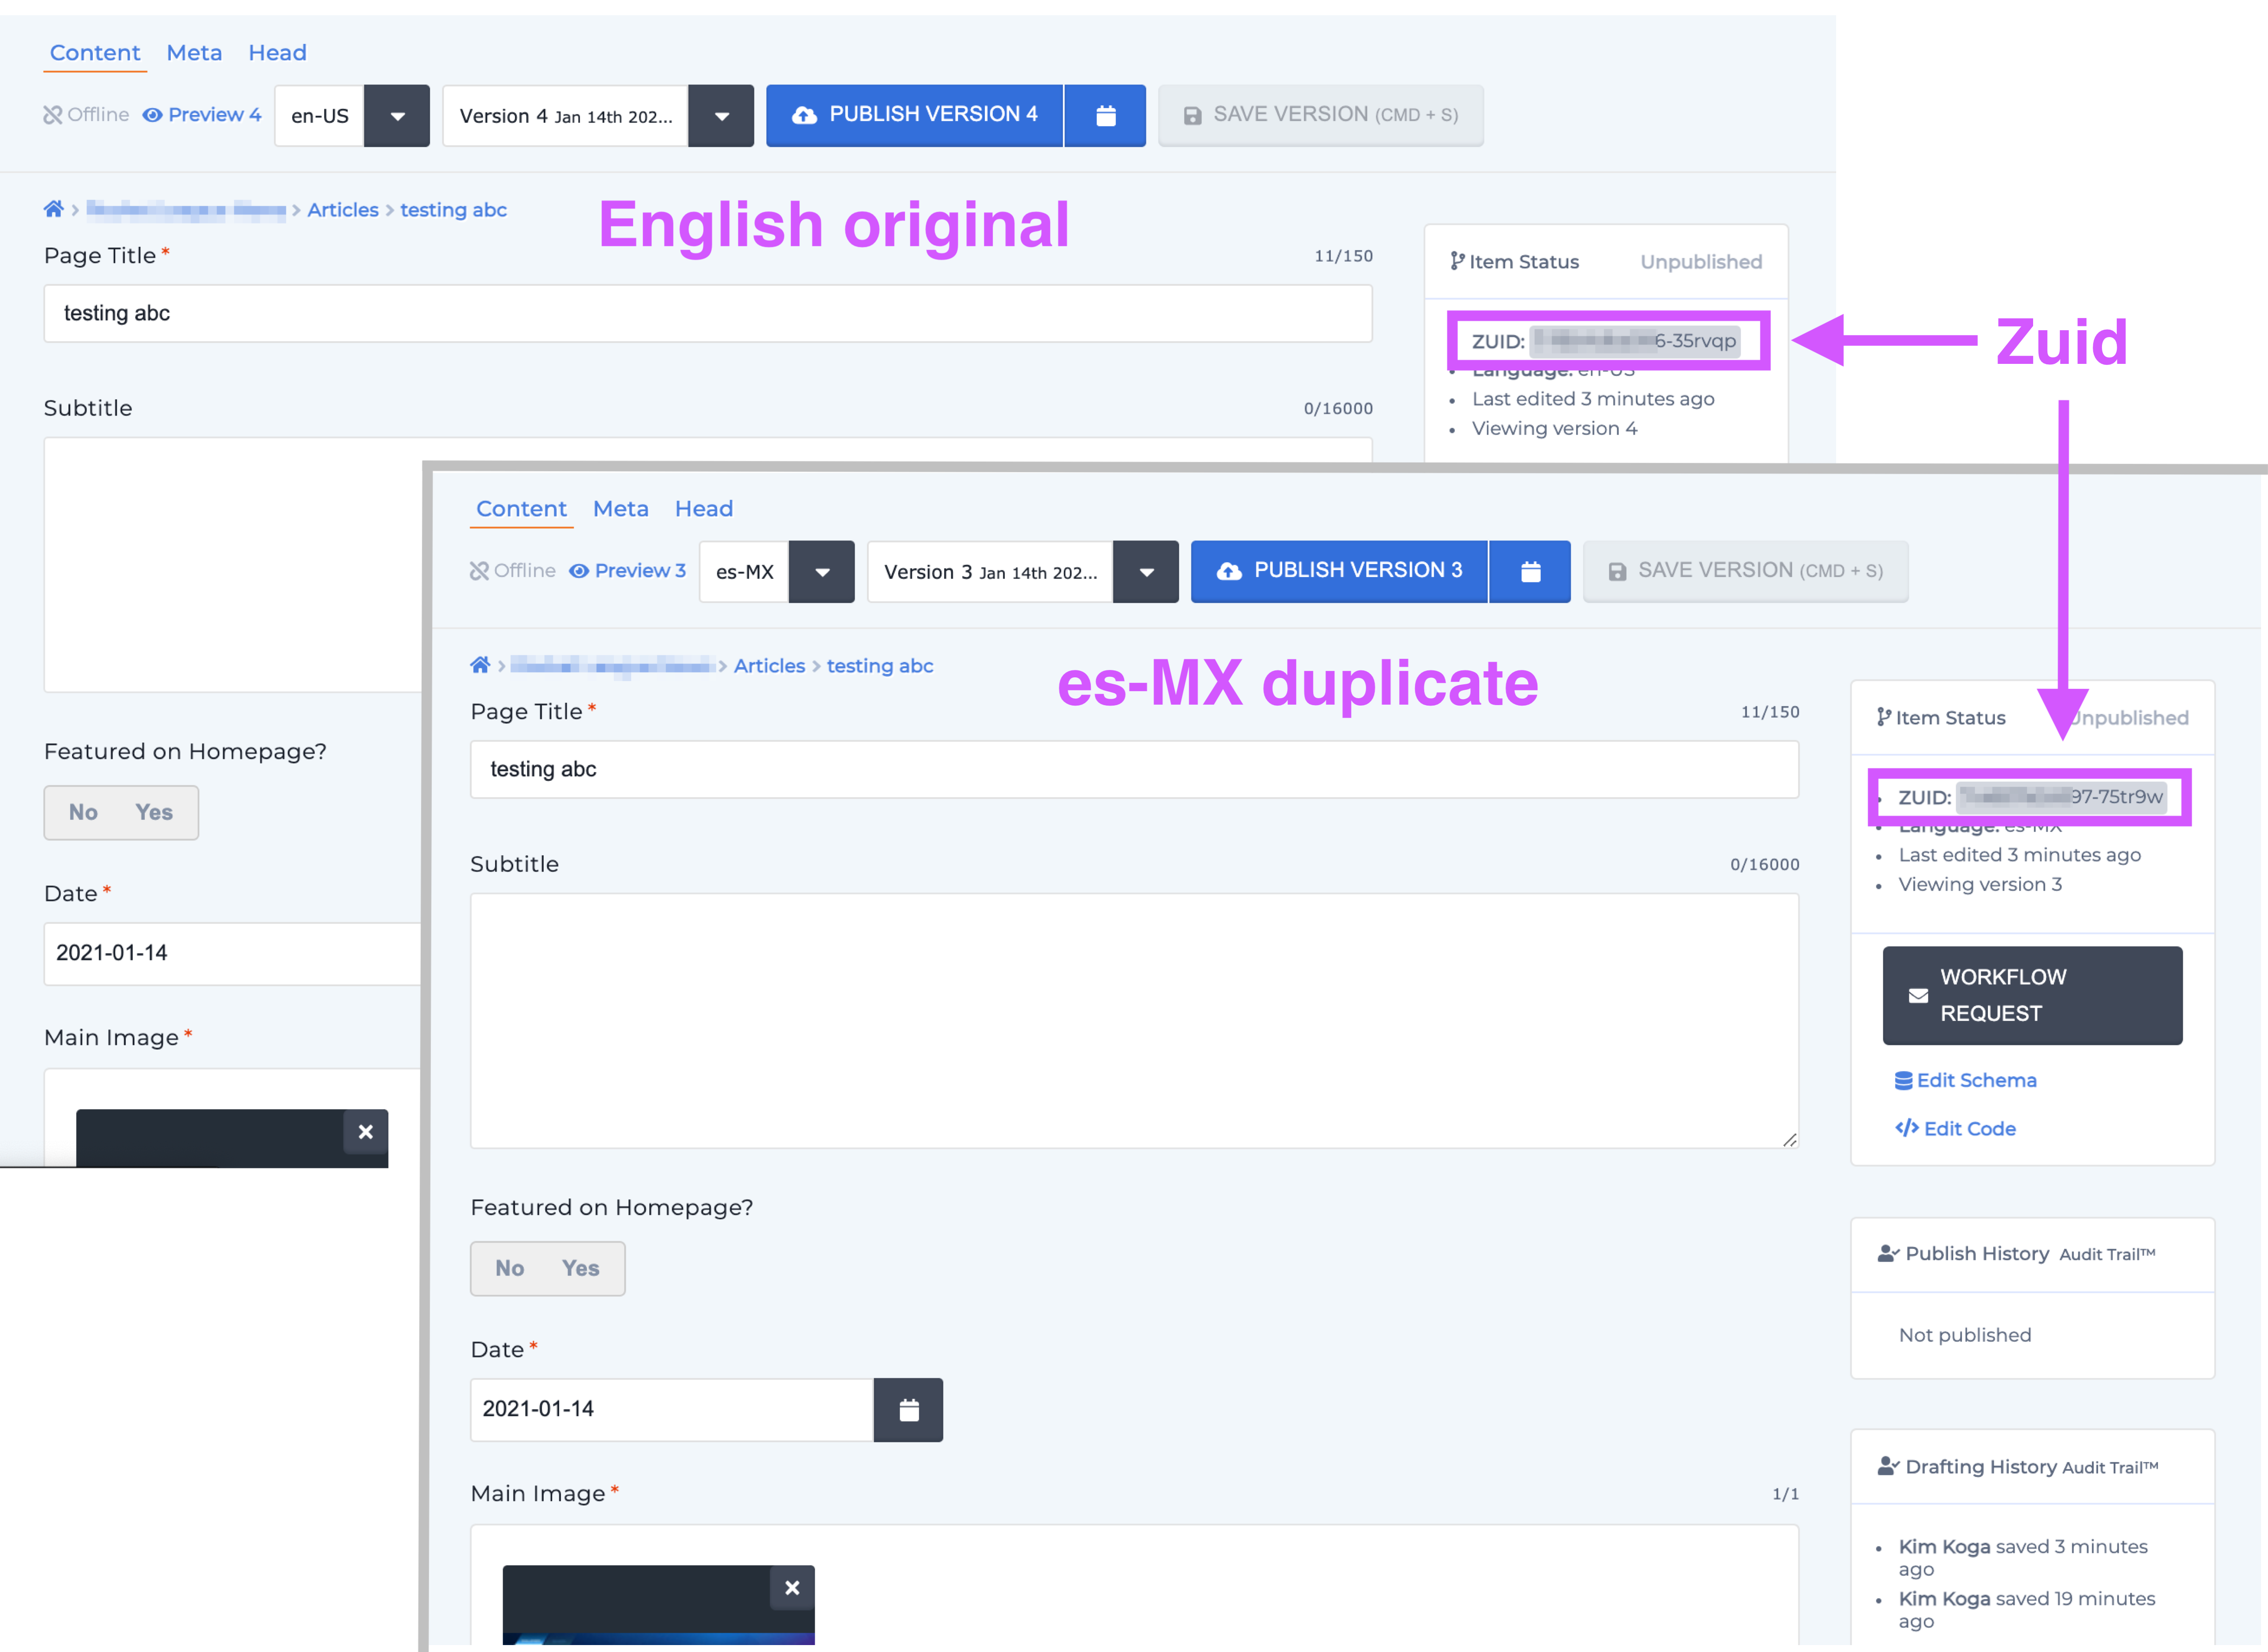 Content Meta Head
Offline Preview 4 en-US Version 4 Jan 14th 202... PUBLISH VERSION 4 SAVE VERSION (CMD + S)
> > Articles > testing abc
English original
Page Title * 11/150
testing abc
Subtitle 0/16000
Featured on Homepage?
No Yes
Date *
2021-01-14
Main Image *
Item Status Unpublished
ZUID: 6-35rvqp
Language: en-US
Last edited 3 minutes ago
Viewing version 4
Zuid
Content Meta Head
Offline Preview 3 es-MX Version 3 Jan 14th 202... PUBLISH VERSION 3 SAVE VERSION (CMD + S)
> > Articles > testing abc
es-MX duplicate
Page Title * 11/150
testing abc
Subtitle 0/16000
Featured on Homepage?
No Yes
Date *
2021-01-14
Main Image * 1/1
Item Status Unpublished
ZUID: 97-75tr9w
Language: es-MX
Last edited 3 minutes ago
Viewing version 3
WORKFLOW
REQUEST
Edit Schema
</> Edit Code
Publish History Audit Trail™
Not published
Drafting History Audit Trail™
Kim Koga saved 3 minutes
ago
Kim Koga saved 19 minutes
ago